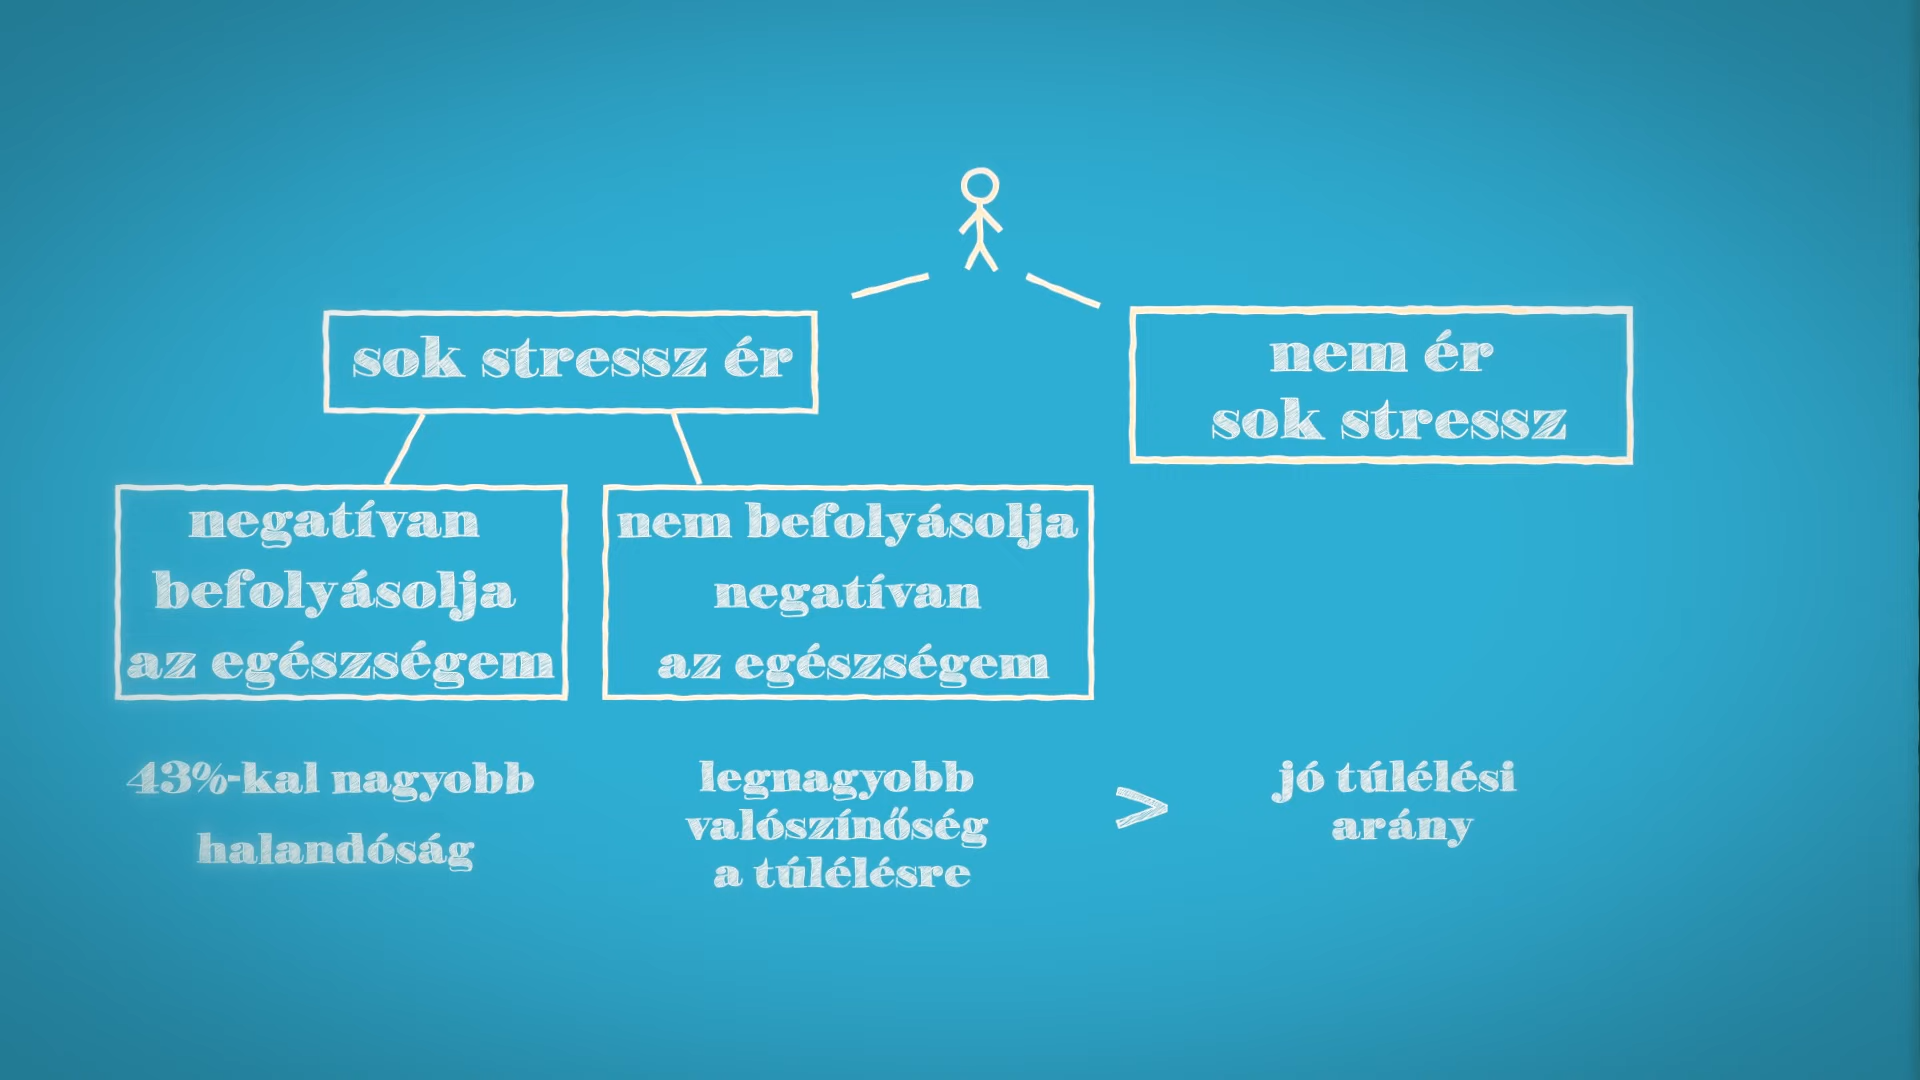 sok stressz ér
nem ér
sok stressz
negatívan
befolyásolja
az egészségem
nem befolyásolja
negatívan
az egészségem
43%-kal nagyobb
halandóság
legnagyobb
valószínőség
a túlélésre
>
jó túlélési
arány